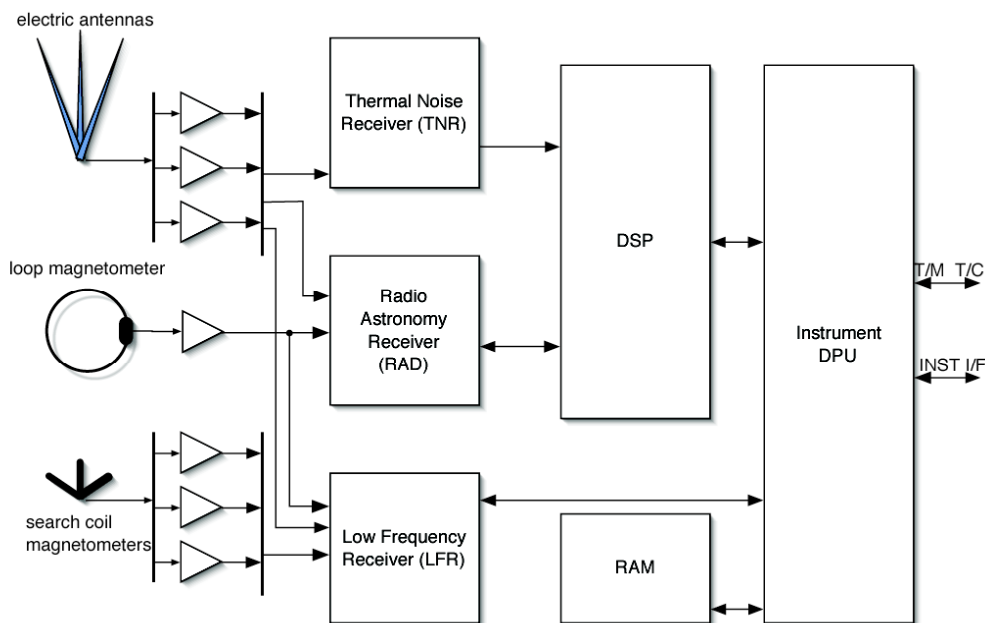 electric antennas
Thermal Noise
Receiver (TNR)
DSP
loop magnetometer
Radio
Astronomy
Receiver
(RAD)
Instrument
DPU
T/M T/C
INST I/F
search coil
magnetometers
Low Frequency
Receiver (LFR)
RAM